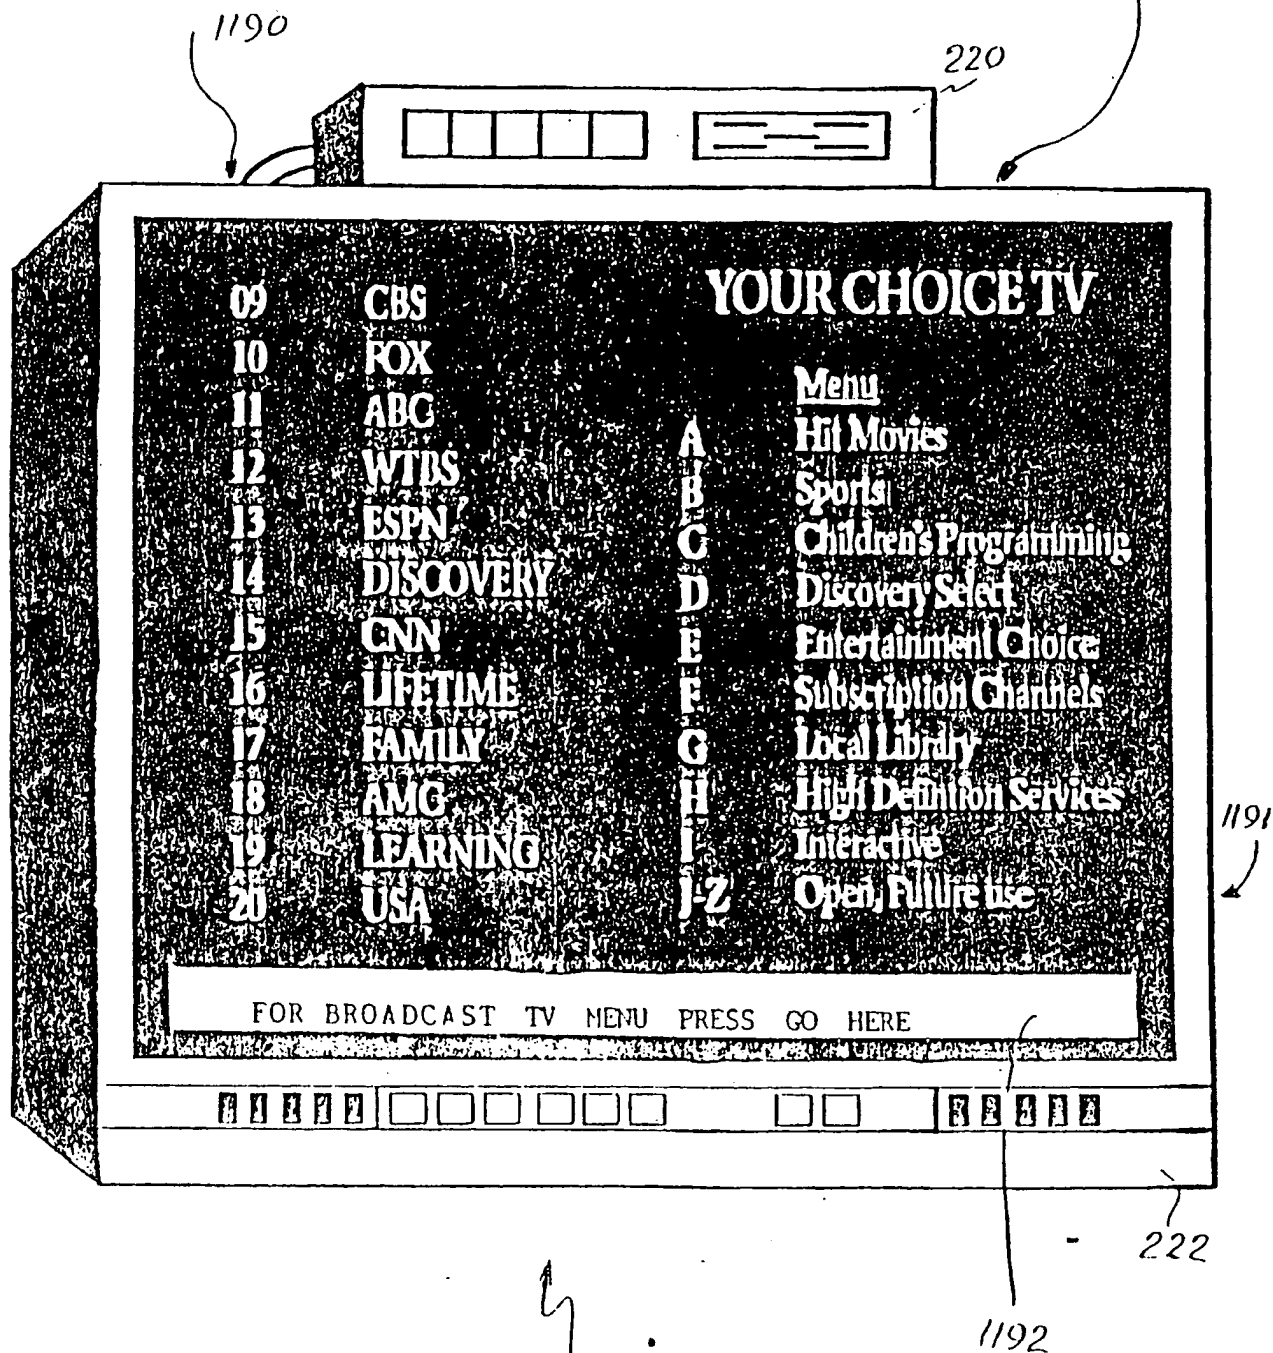 1190
220
YOUR CHOICE TV
09 CBS
10 FOX
11 ABC
12 WTBS
13 ESPN
14 DISCOVERY
15 CNN
16 LIFETIME
17 FAMILY
18 AMC
19 LEARNING
20 USA
Menu
A Hit Movies
B Sports
C Children's Programming
D Discovery Select
E Entertainment Choice
F Subscription Channels
G Local Library
H High Definition Services
I Interactive
J-Z Open, Future use
1191
FOR BROADCAST TV MENU PRESS GO HERE
222
1192